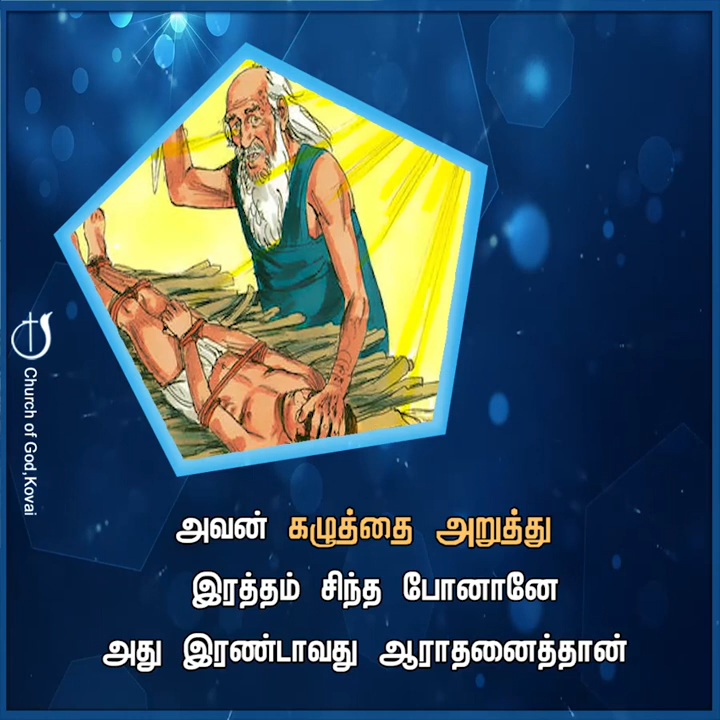 Church of God,Kovai
அவன் கழுத்தை அறுத்து
இரத்தம் சிந்த போனானே
அது இரண்டாவது ஆராதனைத்தான்